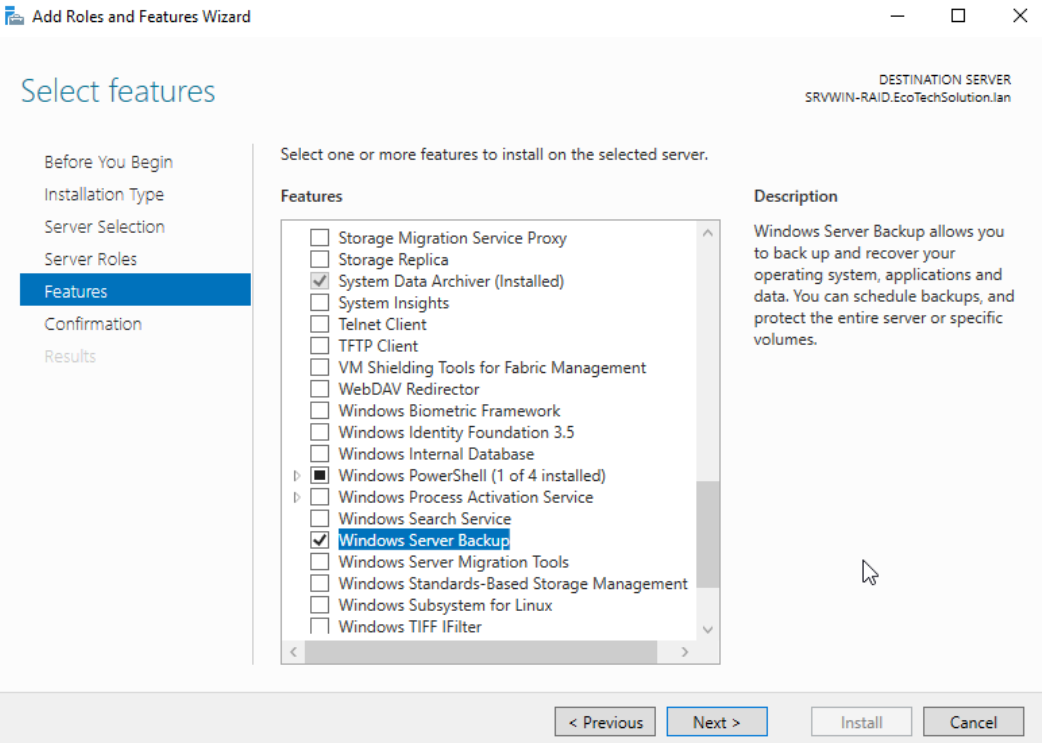 Add Roles and Features Wizard
Select features
DESTINATION SERVER
SRVWIN-RAID.EcoTechSolution.lan
Before You Begin
Installation Type
Server Selection
Server Roles
Features
Confirmation
Results
Select one or more features to install on the selected server.
Features
Storage Migration Service Proxy
Storage Replica
System Data Archiver (Installed)
System Insights
Telnet Client
TFTP Client
VM Shielding Tools for Fabric Management
WebDAV Redirector
Windows Biometric Framework
Windows Identity Foundation 3.5
Windows Internal Database
Windows PowerShell (1 of 4 installed)
Windows Process Activation Service
Windows Search Service
Windows Server Backup
Windows Server Migration Tools
Windows Standards-Based Storage Management
Windows Subsystem for Linux
Windows TIFF IFilter
Description
Windows Server Backup allows you
to back up and recover your
operating system, applications and
data. You can schedule backups, and
protect the entire server or specific
volumes.
< Previous
Next >
Install
Cancel